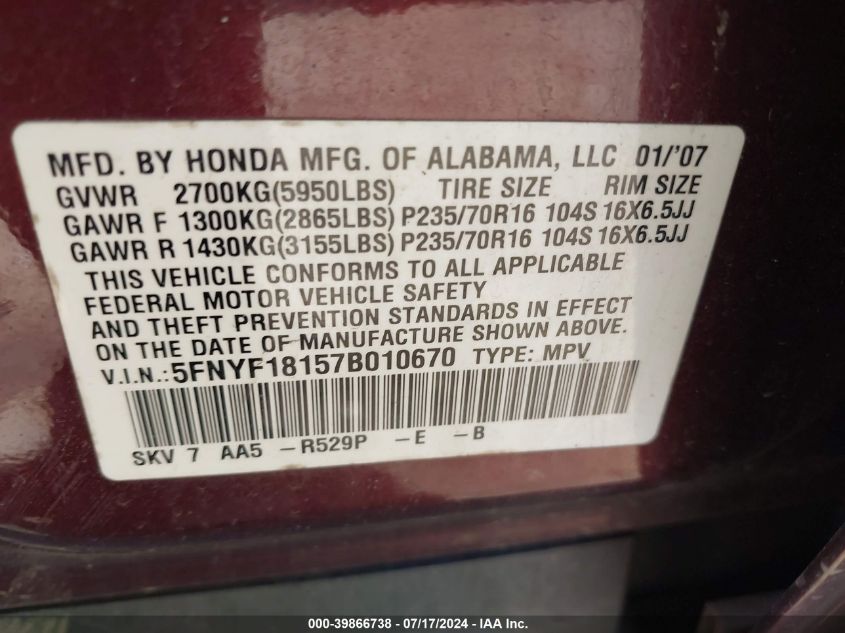 MFD. BY HONDA MFG. OF ALABAMA, LLC 01/'07
GVWR 2700KG(5950LBS) TIRE SIZE RIM SIZE
GAWR F 1300KG(2865LBS) P235/70R16 104S 16X6.5JJ
GAWR R 1430KG(3155LBS) P235/70R16 104S 16X6.5JJ
THIS VEHICLE CONFORMS TO ALL APPLICABLE
FEDERAL MOTOR VEHICLE SAFETY
AND THEFT PREVENTION STANDARDS IN EFFECT
ON THE DATE OF MANUFACTURE SHOWN ABOVE.
V.I.N.: 5FNYF18157B010670 TYPE: MPV
SKV 7 AA5 -R529P -E -B
000-39866738 - 07/17/2024 - IAA Inc.